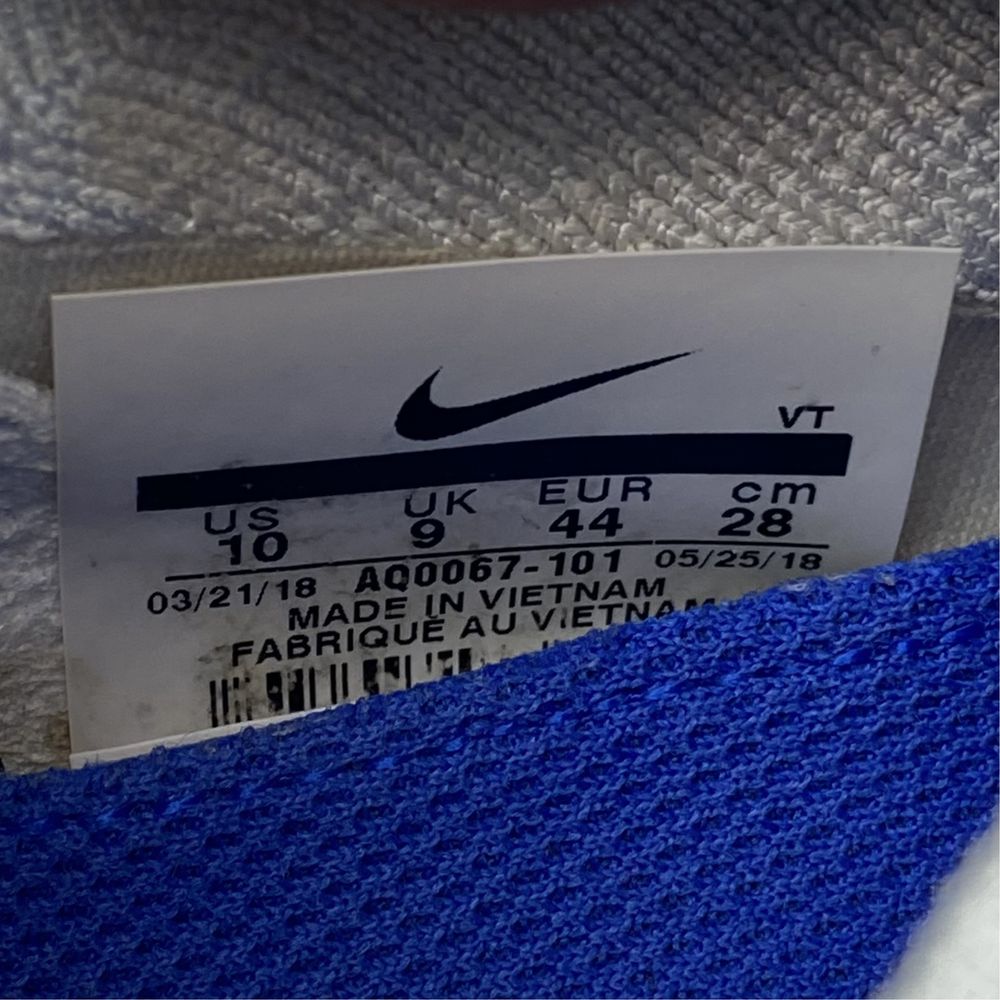 VT
US UK EUR cm
10 9 44 28
03/21/18 AQ0067-101 05/25/18
MADE IN VIETNAM
FABRIQUÉ AU VIETNAM